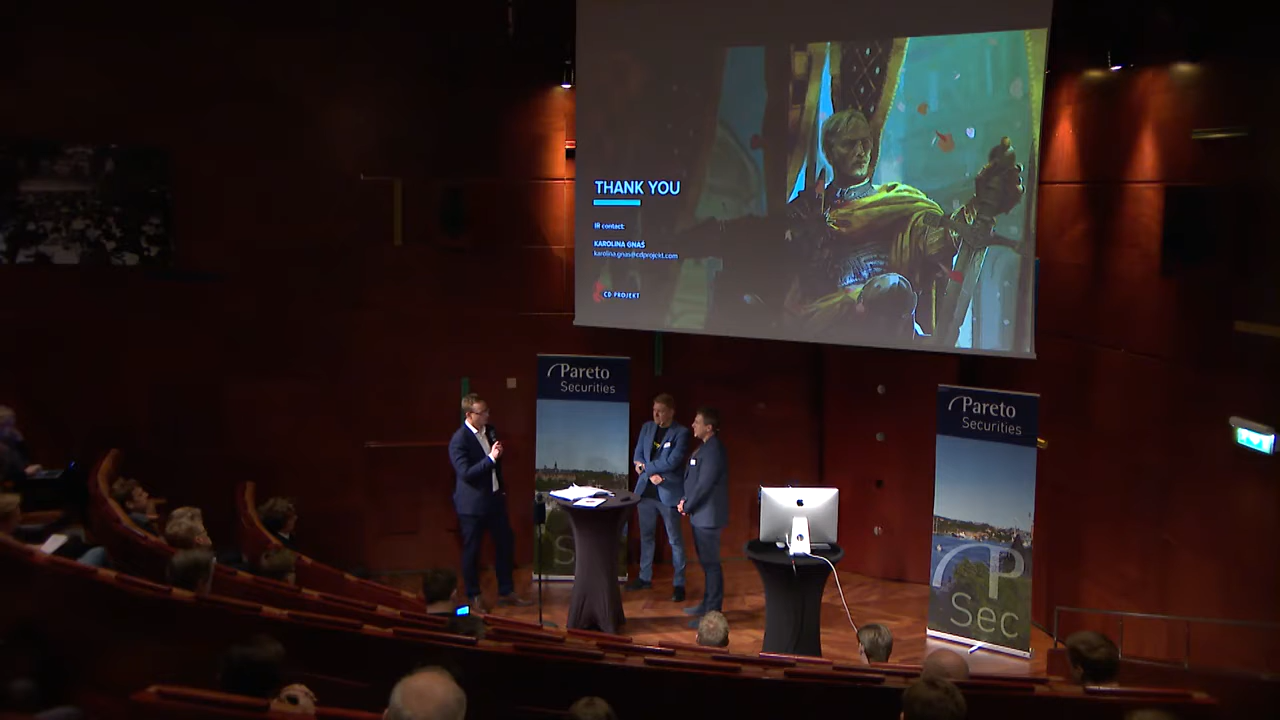 THANK YOU
IR contact:
KAROLINA GNAŚ
karolina.gnas@cdprojekt.com
CD PROJEKT
Pareto
Securities
S
Pareto
Securities
P
Sec